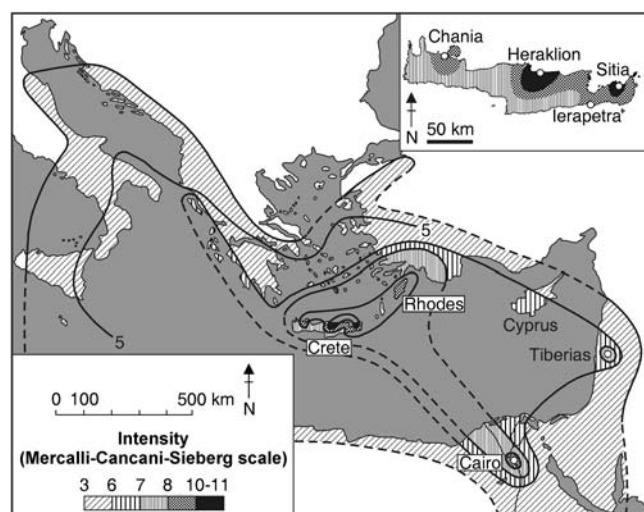 Chania
Heraklion
Sitia
Ierapetra
N
50 km
5
Rhodes
Cyprus
Crete
Tiberias
5
Cairo
0 100 500 km
N
Intensity
(Mercalli-Cancani-Sieberg scale)
3 6 7 8 9 10-11